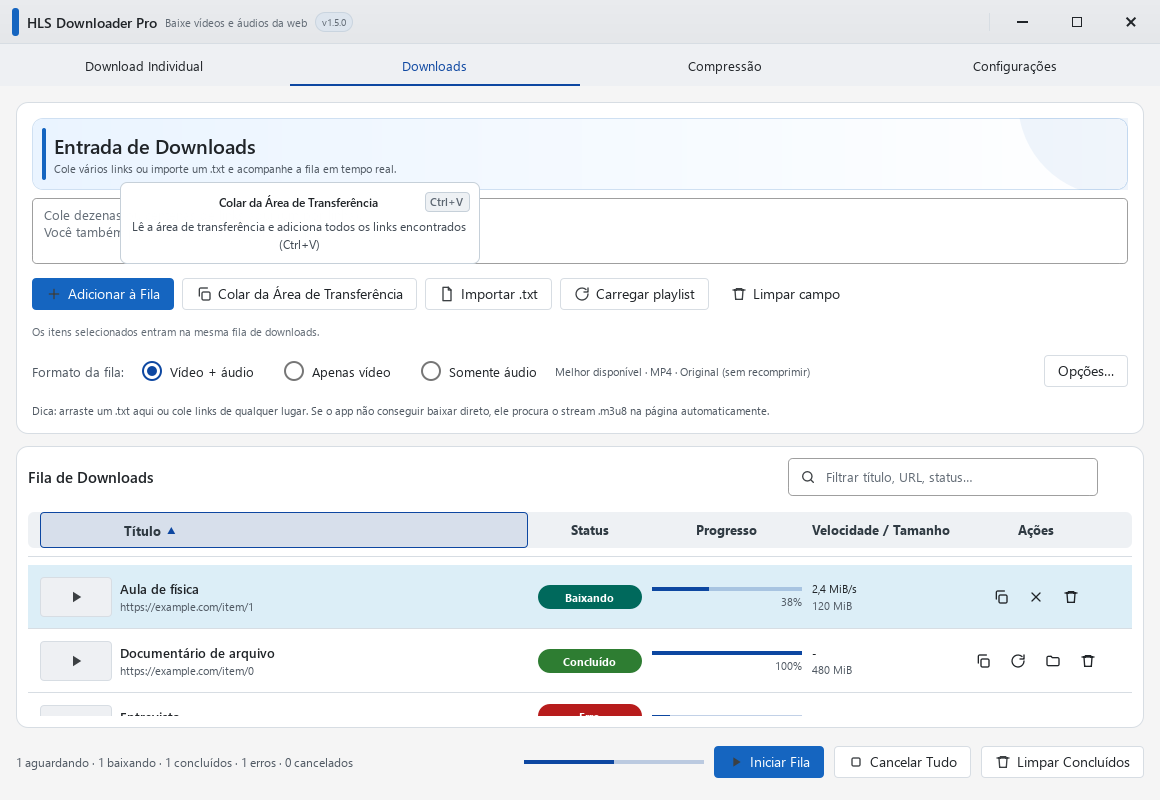 HLS Downloader Pro Baixe vídeos e áudios da web v1.5.0
Download Individual Downloads Compressão Configurações
Entrada de Downloads
Cole vários links ou importe um .txt e acompanhe a fila em tempo real.
Colar da Área de Transferência Ctrl+V
Lê a área de transferência e adiciona todos os links encontrados
(Ctrl+V)
Cole dezenas
Você também
Adicionar à Fila Colar da Área de Transferência Importar .txt Carregar playlist Limpar campo
Os itens selecionados entram na mesma fila de downloads.
Formato da fila: Vídeo + áudio Apenas vídeo Somente áudio Melhor disponível · MP4 · Original (sem recomprimir) Opções...
Dica: arraste um .txt aqui ou cole links de qualquer lugar. Se o app não conseguir baixar direto, ele procura o stream .m3u8 na página automaticamente.
Fila de Downloads Filtrar título, URL, status...
Título Status Progresso Velocidade / Tamanho Ações
Aula de física
https://example.com/item/1
Baixando
38%
2,4 MiB/s
120 MiB
Documentário de arquivo
https://example.com/item/0
Concluído
100%
-
480 MiB
1 aguardando · 1 baixando · 1 concluídos · 1 erros · 0 cancelados
Iniciar Fila Cancelar Tudo Limpar Concluídos